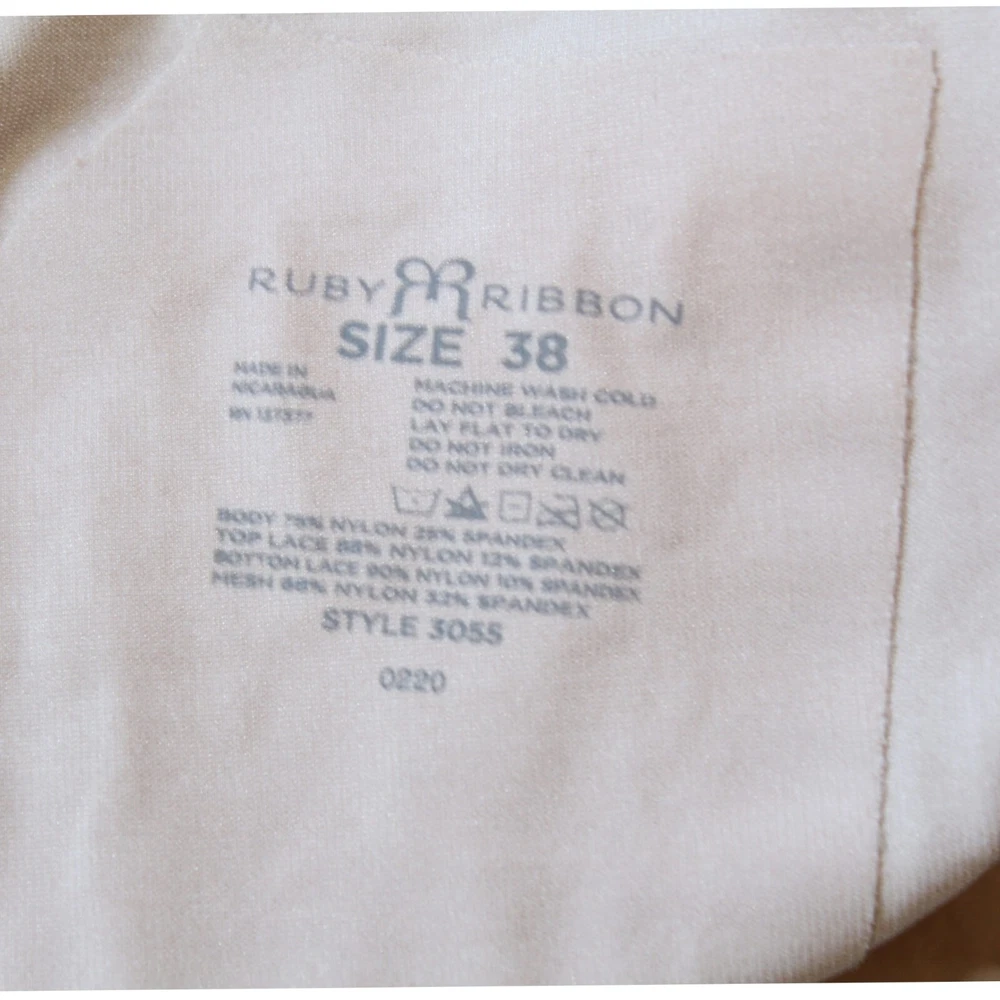 RUBY RIBBON
SIZE 38
MADE IN
NICARAGUA
RN
MACHINE WASH COLD
DO NOT BLEACH
LAY FLAT TO DRY
DO NOT IRON
DO NOT DRY CLEAN
BODY 75% NYLON 25% SPANDEX
TOP LACE 88% NYLON 12% SPANDEX
BOTTOM LACE 90% NYLON 10% SPANDEX
MESH 68% NYLON 32% SPANDEX
STYLE 3055
0220